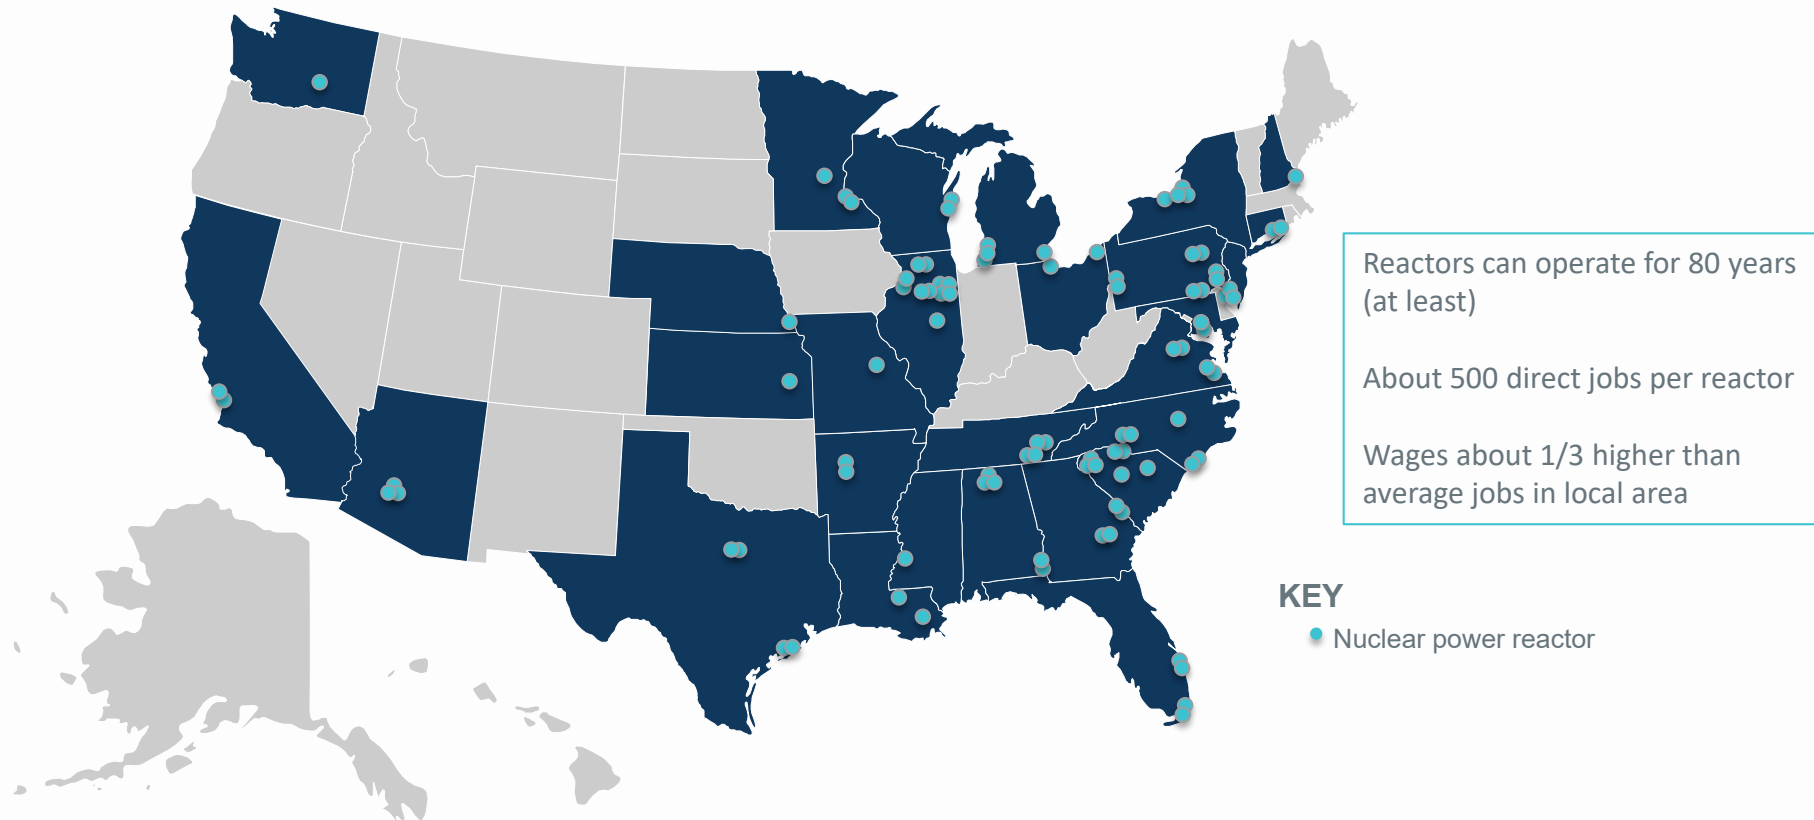 Reactors can operate for 80 years
(at least)
About 500 direct jobs per reactor
Wages about 1/3 higher than
average jobs in local area
KEY
Nuclear power reactor